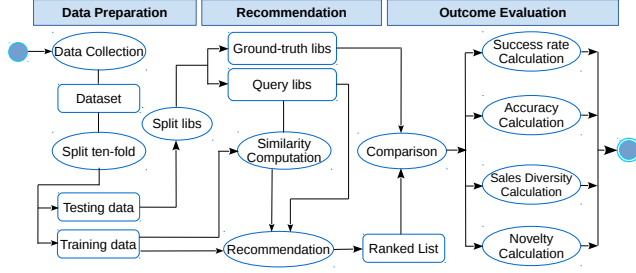 Data Preparation
Recommendation
Outcome Evaluation
Data Collection
Dataset
Split ten-fold
Testing data
Training data
Split libs
Ground-truth libs
Query libs
Similarity
Computation
Recommendation
Ranked List
Comparison
Success rate
Calculation
Accuracy
Calculation
Sales Diversity
Calculation
Novelty
Calculation